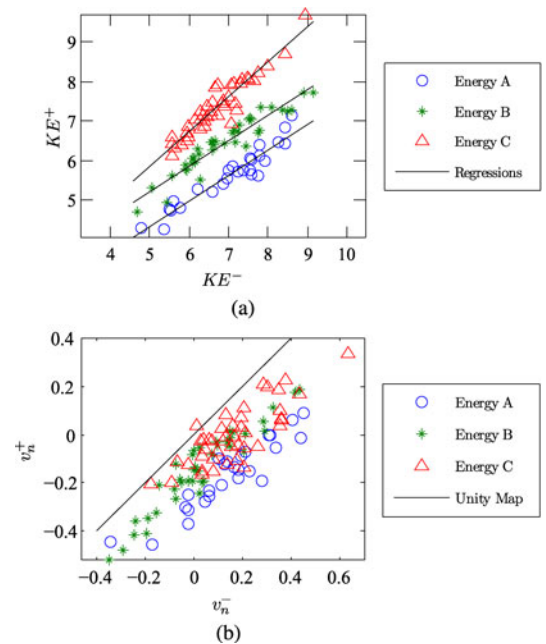 9
8
7
6
5
KE⁺
4 5 6 7 8 9 10
KE⁻
Energy A
Energy B
Energy C
Regressions
(a)
0.4
0.2
0
−0.2
−0.4
vₙ⁺
−0.4 −0.2 0 0.2 0.4 0.6
vₙ⁻
Energy A
Energy B
Energy C
Unity Map
(b)